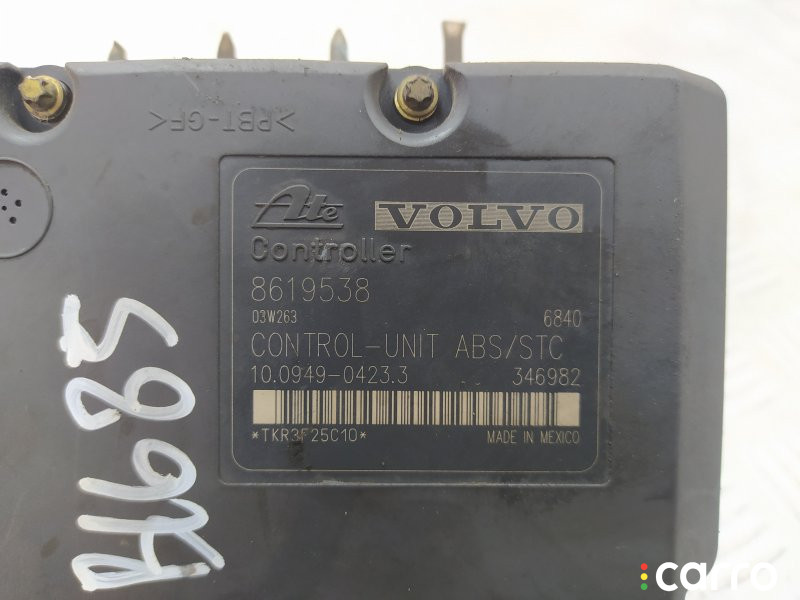 >PBT-GF<
Ate VOLVO
Controller
8619538
03W263 6840
CONTROL-UNIT ABS/STC
10.0949-0423.3 346982
*TKR3F25C10* MADE IN MEXICO
carro